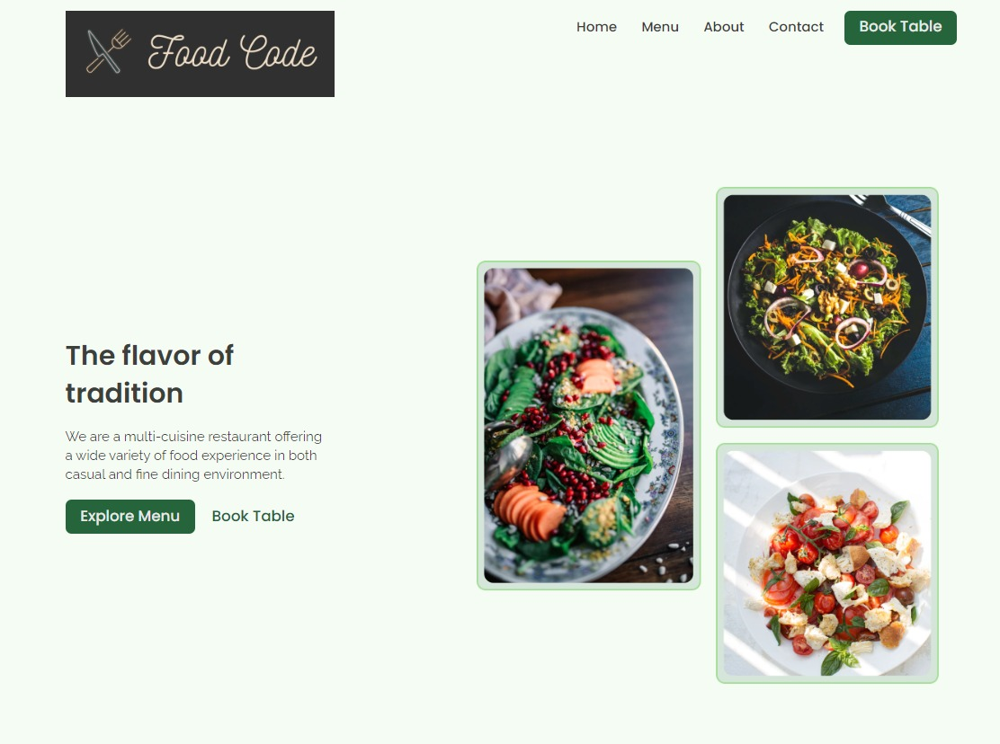 Food Code
Home
Menu
About
Contact
Book Table
The flavor of
tradition
We are a multi-cuisine restaurant offering
a wide variety of food experience in both
casual and fine dining environment.
Explore Menu
Book Table